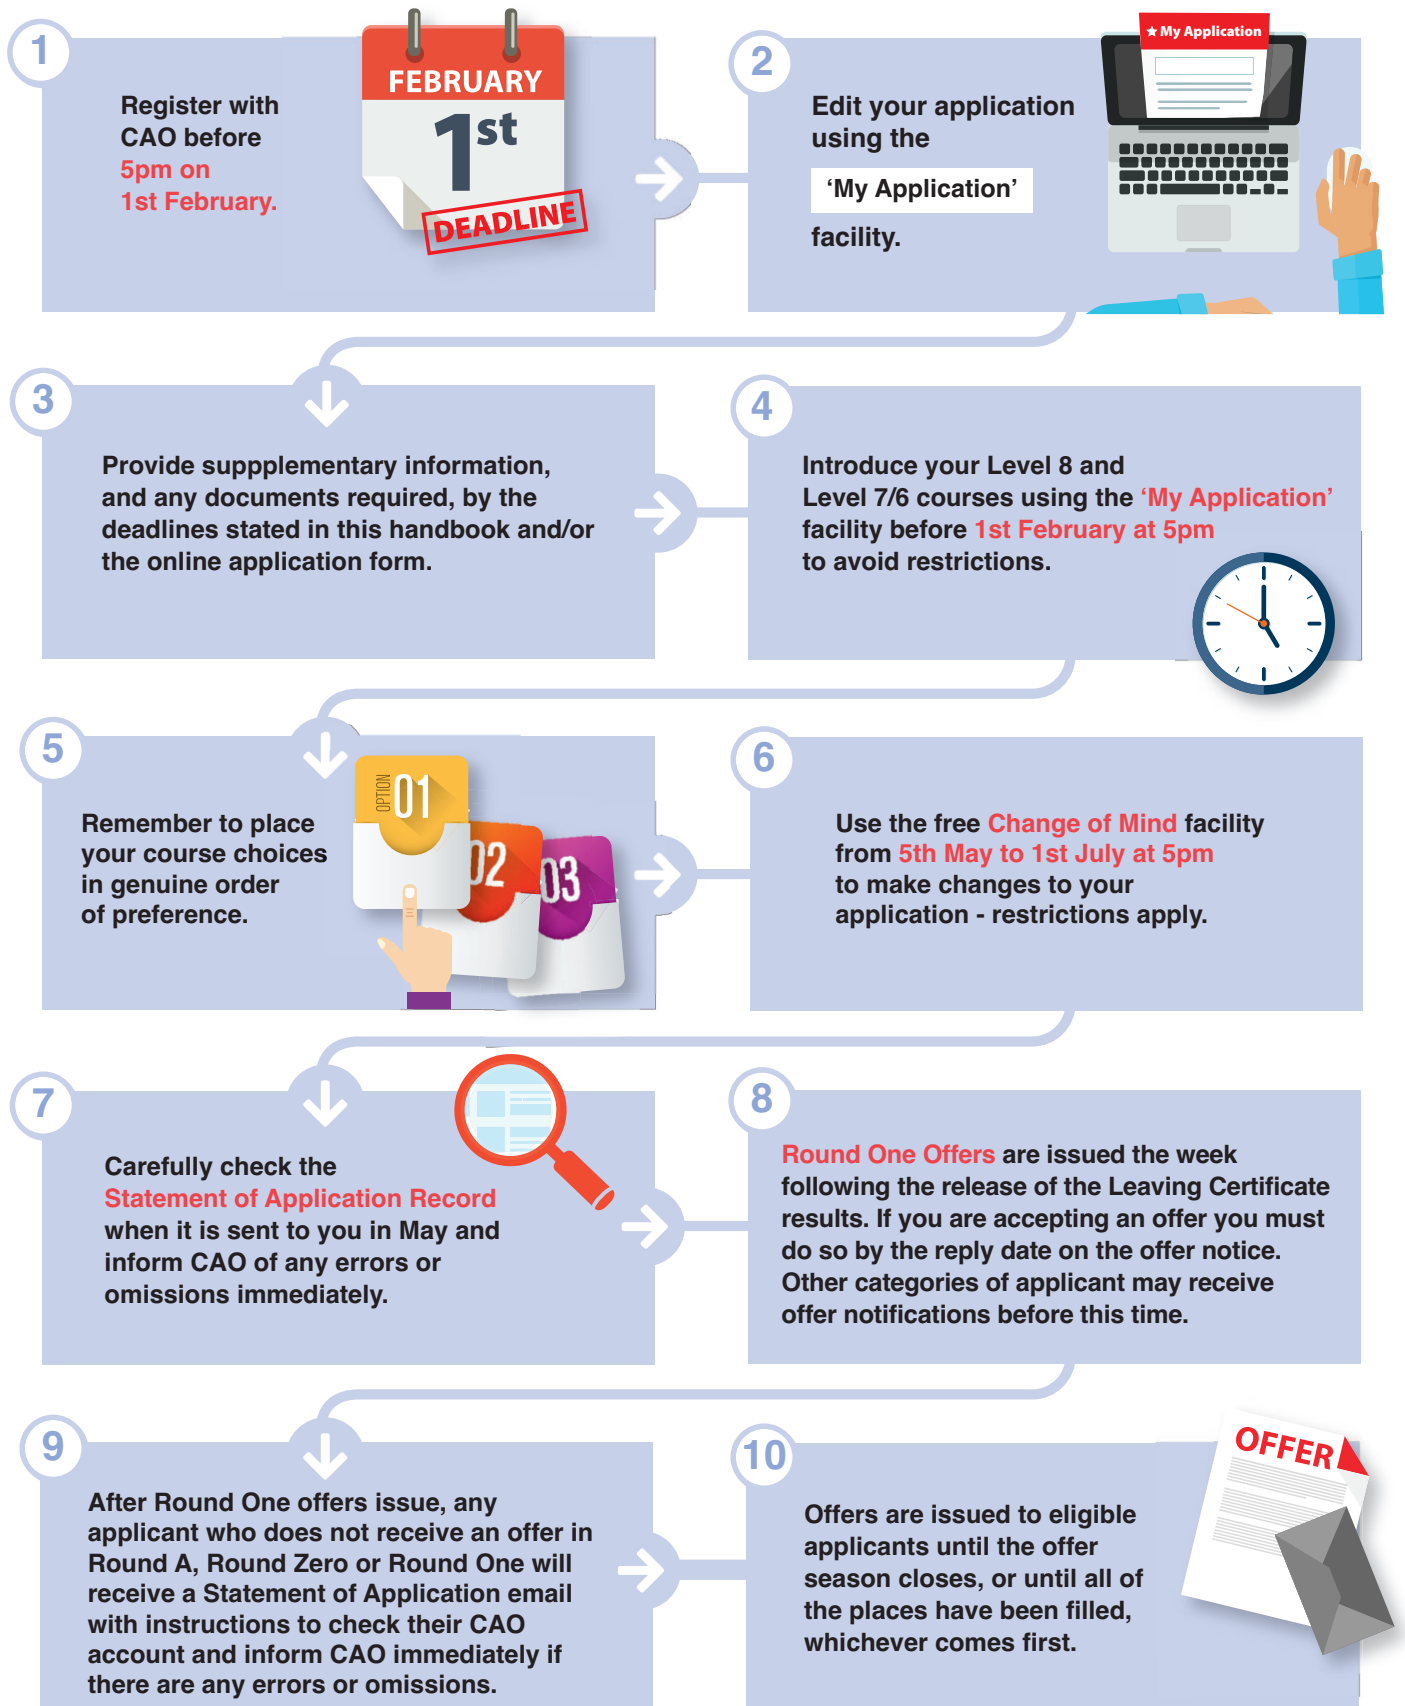 1
Register with
CAO before
5pm on
1st February.
FEBRUARY
1st
DEADLINE
2
Edit your application
using the
‘My Application’
facility.
★ My Application
3
Provide suppplementary information,
and any documents required, by the
deadlines stated in this handbook and/or
the online application form.
4
Introduce your Level 8 and
Level 7/6 courses using the ‘My Application’
facility before 1st February at 5pm
to avoid restrictions.
5
Remember to place
your course choices
in genuine order
of preference.
OPTION 01
02
03
6
Use the free Change of Mind facility
from 5th May to 1st July at 5pm
to make changes to your
application - restrictions apply.
7
Carefully check the
Statement of Application Record
when it is sent to you in May and
inform CAO of any errors or
omissions immediately.
8
Round One Offers are issued the week
following the release of the Leaving Certificate
results. If you are accepting an offer you must
do so by the reply date on the offer notice.
Other categories of applicant may receive
offer notifications before this time.
9
After Round One offers issue, any
applicant who does not receive an offer in
Round A, Round Zero or Round One will
receive a Statement of Application email
with instructions to check their CAO
account and inform CAO immediately if
there are any errors or omissions.
10
Offers are issued to eligible
applicants until the offer
season closes, or until all of
the places have been filled,
whichever comes first.
OFFER